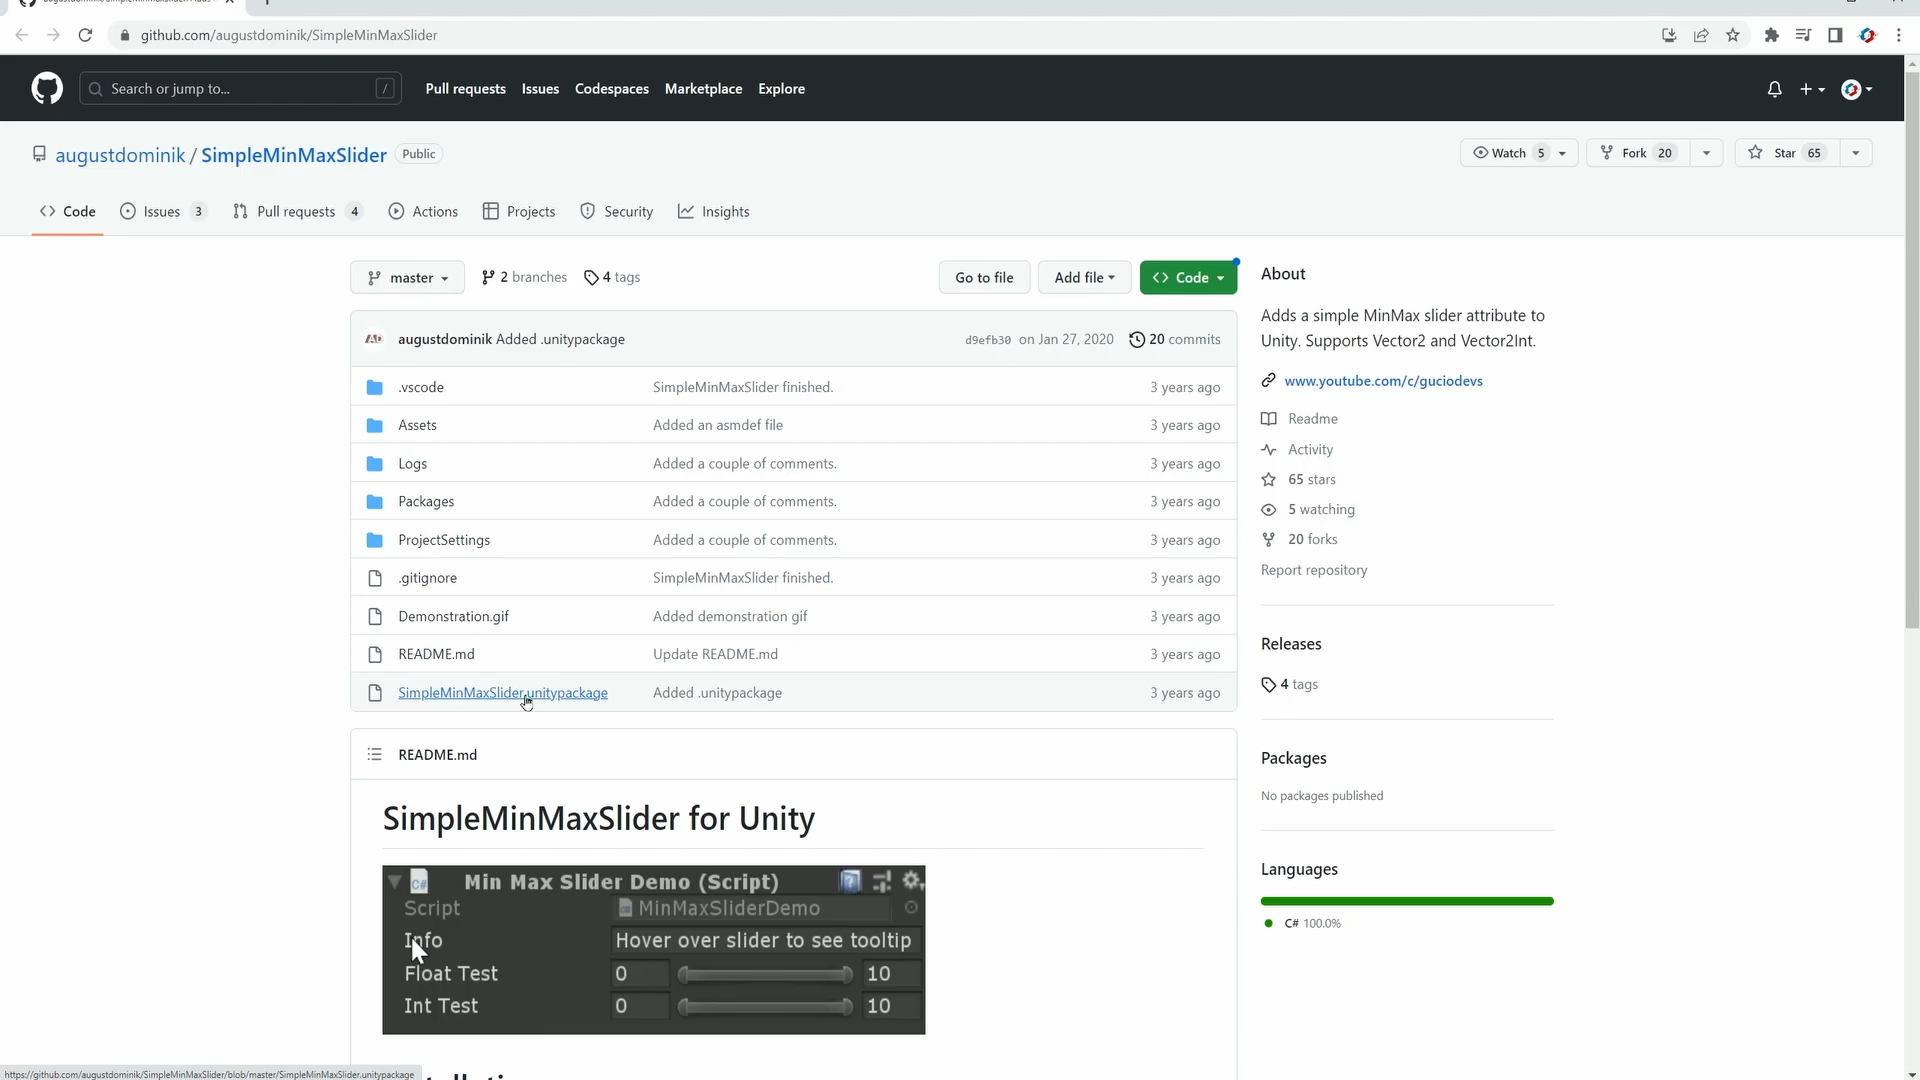 github.com/augustdominik/SimpleMinMaxSlider
Search or jump to... /
Pull requests Issues Codespaces Marketplace Explore
augustdominik / SimpleMinMaxSlider Public
Watch 5 Fork 20 Star 65
Code Issues 3 Pull requests 4 Actions Projects Security Insights
master 2 branches 4 tags Go to file Add file Code
augustdominik Added .unitypackage d9efb30 on Jan 27, 2020 20 commits
.vscode SimpleMinMaxSlider finished. 3 years ago
Assets Added an asmdef file 3 years ago
Logs Added a couple of comments. 3 years ago
Packages Added a couple of comments. 3 years ago
ProjectSettings Added a couple of comments. 3 years ago
.gitignore SimpleMinMaxSlider finished. 3 years ago
Demonstration.gif Added demonstration gif 3 years ago
README.md Update README.md 3 years ago
SimpleMinMaxSlider.unitypackage Added .unitypackage 3 years ago
README.md
SimpleMinMaxSlider for Unity
C# Min Max Slider Demo (Script)
Script MinMaxSliderDemo
Info Hover over slider to see tooltip
Float Test 0 10
Int Test 0 10
About
Adds a simple MinMax slider attribute to
Unity. Supports Vector2 and Vector2Int.
www.youtube.com/c/guciodevs
Readme
Activity
65 stars
5 watching
20 forks
Report repository
Releases
4 tags
Packages
No packages published
Languages
C# 100.0%
https://github.com/augustdominik/SimpleMinMaxSlider/blob/master/SimpleMinMaxSlider.unitypackage